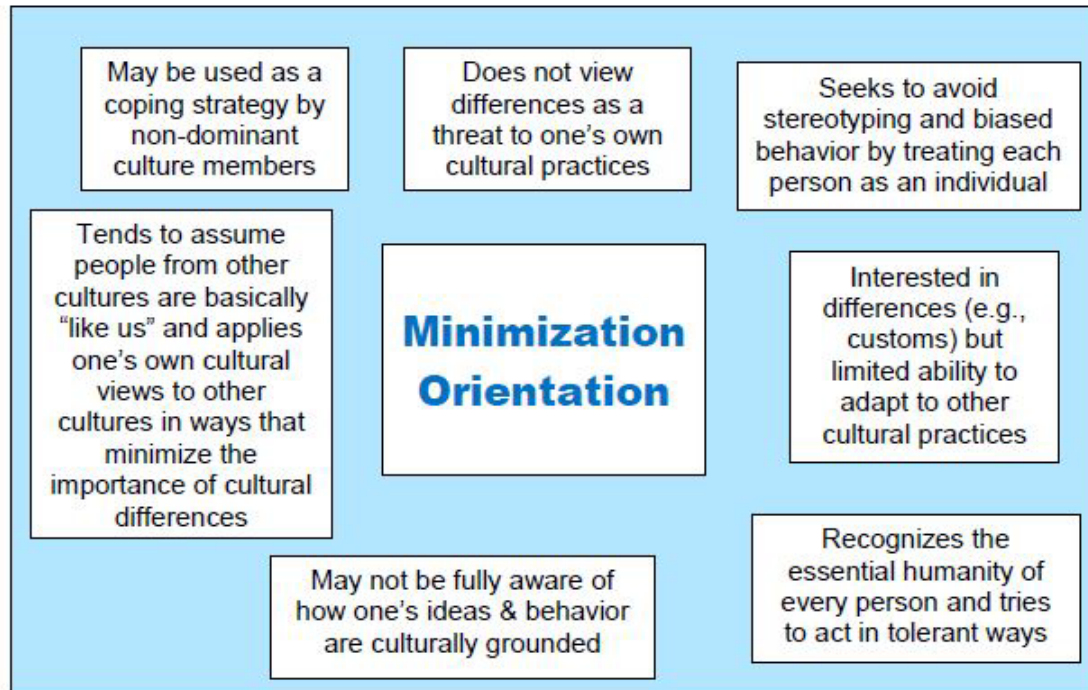 May be used as a
coping strategy by
non-dominant
culture members
Does not view
differences as a
threat to one’s own
cultural practices
Seeks to avoid
stereotyping and biased
behavior by treating each
person as an individual
Tends to assume
people from other
cultures are basically
“like us” and applies
one’s own cultural
views to other
cultures in ways that
minimize the
importance of cultural
differences
Minimization
Orientation
Interested in
differences (e.g.,
customs) but
limited ability to
adapt to other
cultural practices
May not be fully aware of
how one’s ideas & behavior
are culturally grounded
Recognizes the
essential humanity of
every person and tries
to act in tolerant ways